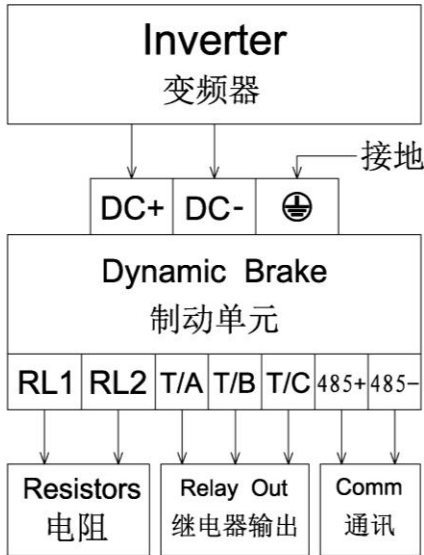 Inverter
变频器
接地
DC+ DC-
Dynamic Brake
制动单元
RL1 RL2 T/A T/B T/C 485+ 485-
Resistors Relay Out Comm
电阻 继电器输出 通讯